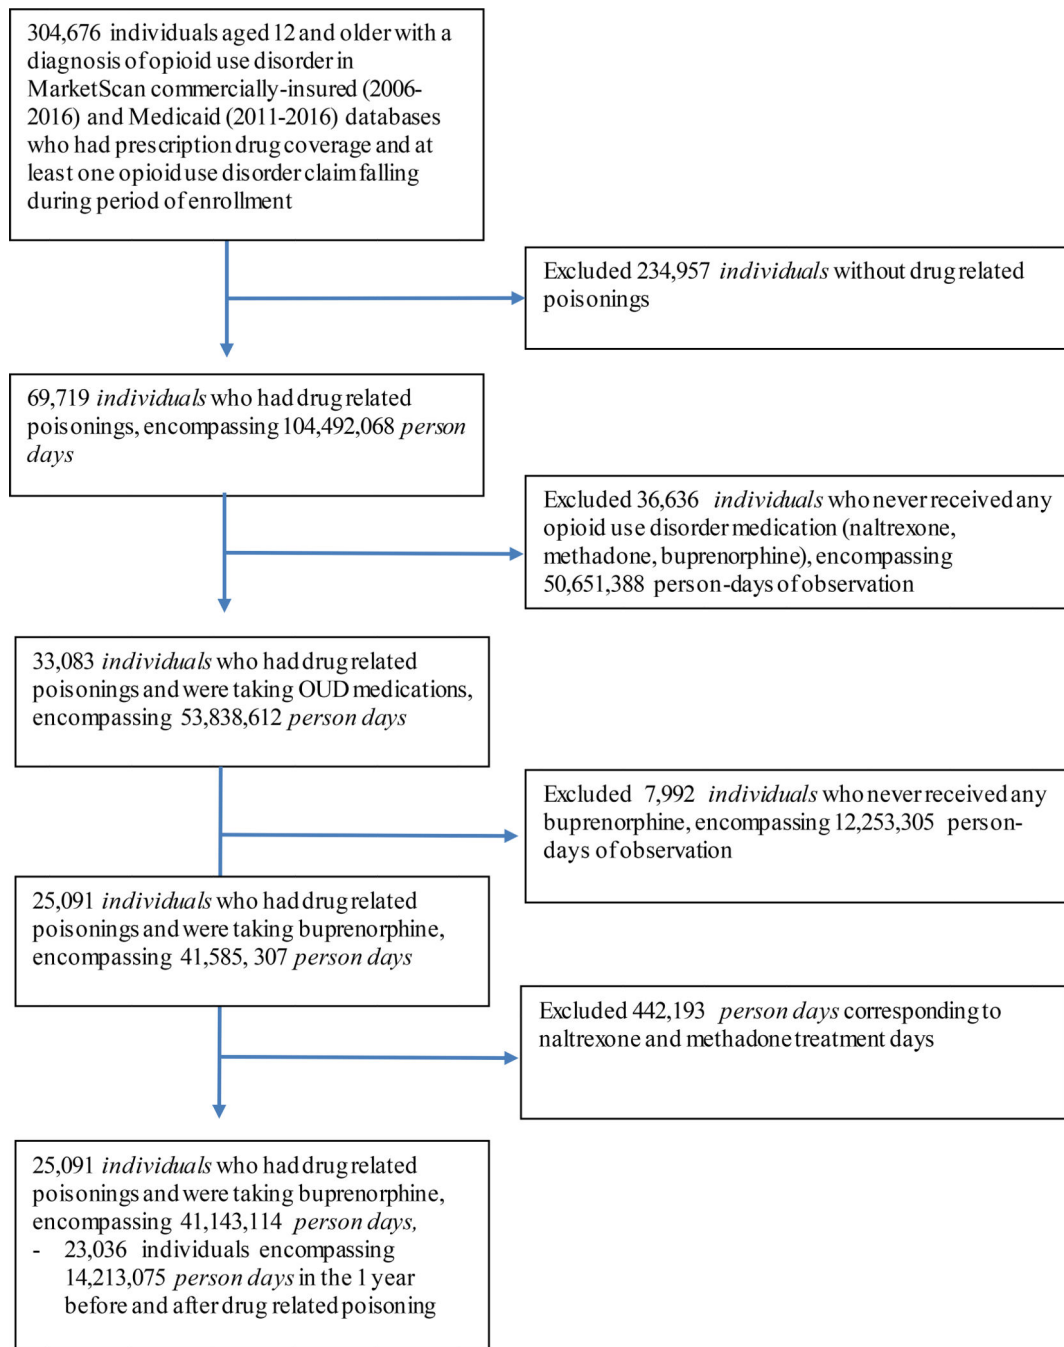 304,676 individuals aged 12 and older with a
diagnosis of opioid use disorder in
MarketScan commercially-insured (2006-
2016) and Medicaid (2011-2016) databases
who had prescription drug coverage and at
least one opioid use disorder claim falling
during period of enrollment
Excluded 234,957 individuals without drug related
poisonings
69,719 individuals who had drug related
poisonings, encompassing 104,492,068 person
days
Excluded 36,636 individuals who never received any
opioid use disorder medication (naltrexone,
methadone, buprenorphine), encompassing
50,651,388 person-days of observation
33,083 individuals who had drug related
poisonings and were taking OUD medications,
encompassing 53,838,612 person days
Excluded 7,992 individuals who never received any
buprenorphine, encompassing 12,253,305 person-
days of observation
25,091 individuals who had drug related
poisonings and were taking buprenorphine,
encompassing 41,585, 307 person days
Excluded 442,193 person days corresponding to
naltrexone and methadone treatment days
25,091 individuals who had drug related
poisonings and were taking buprenorphine,
encompassing 41,143,114 person days,
- 23,036 individuals encompassing
14,213,075 person days in the 1 year
before and after drug related poisoning